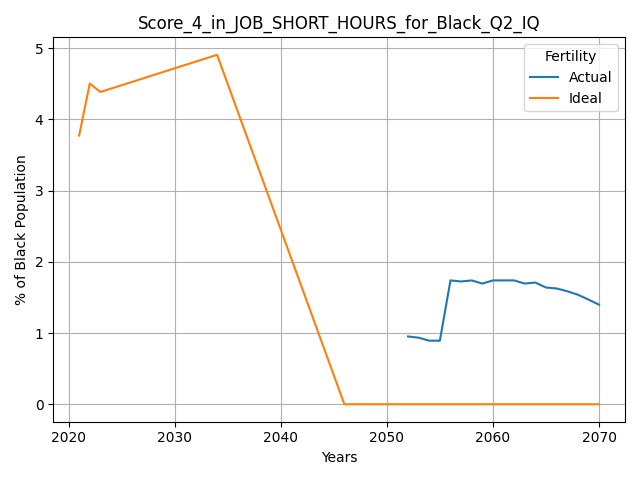 Score_4_in_JOB_SHORT_HOURS_for_Black_Q2_IQ
Fertility
Actual
Ideal
% of Black Population
5
4
3
2
1
0
2020 2030 2040 2050 2060 2070
Years